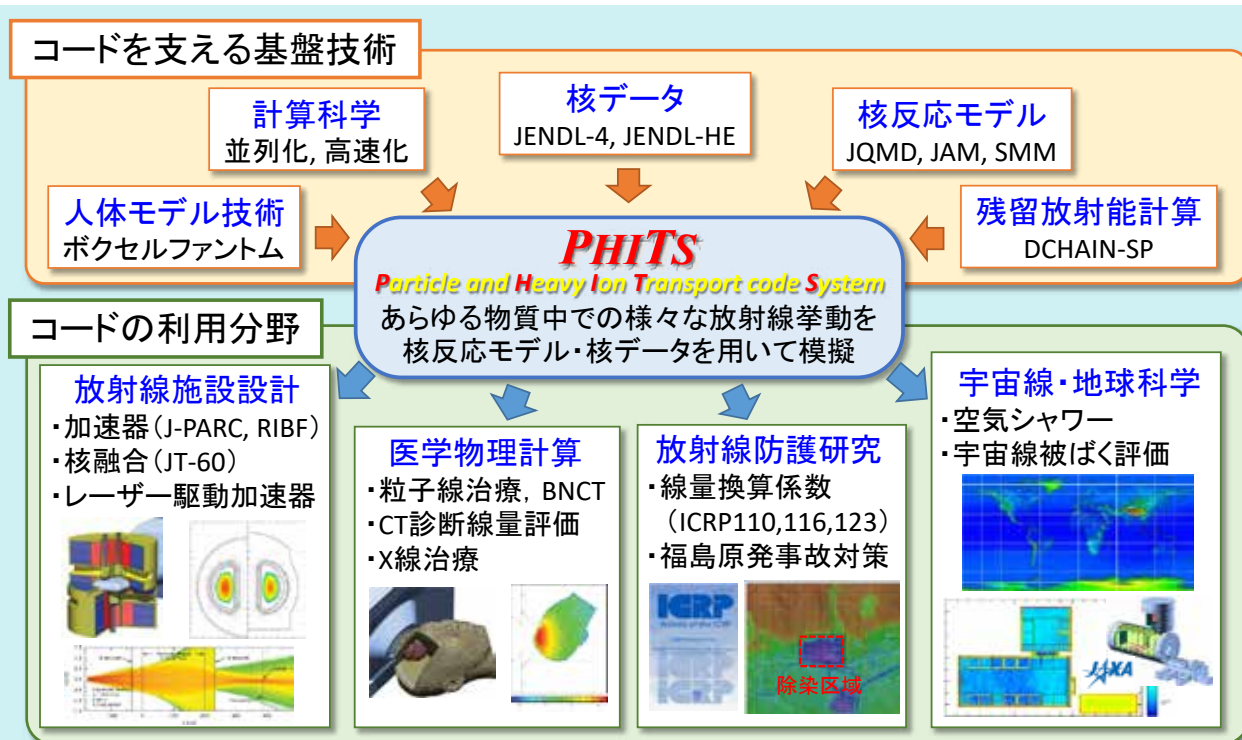 コードを支える基盤技術
計算科学
並列化, 高速化
核データ
JENDL-4, JENDL-HE
核反応モデル
JQMD, JAM, SMM
人体モデル技術
ボクセルファントム
残留放射能計算
DCHAIN-SP
PHITS
Particle and Heavy Ion Transport code System
あらゆる物質中での様々な放射線挙動を
核反応モデル・核データを用いて模擬
コードの利用分野
放射線施設設計
・加速器(J-PARC, RIBF)
・核融合(JT-60)
・レーザー駆動加速器
医学物理計算
・粒子線治療, BNCT
・CT診断線量評価
・X線治療
放射線防護研究
・線量換算係数
(ICRP110,116,123)
・福島原発事故対策
ICRP
ICRP
除染区域
宇宙線・地球科学
・空気シャワー
・宇宙線被ばく評価
JAXA